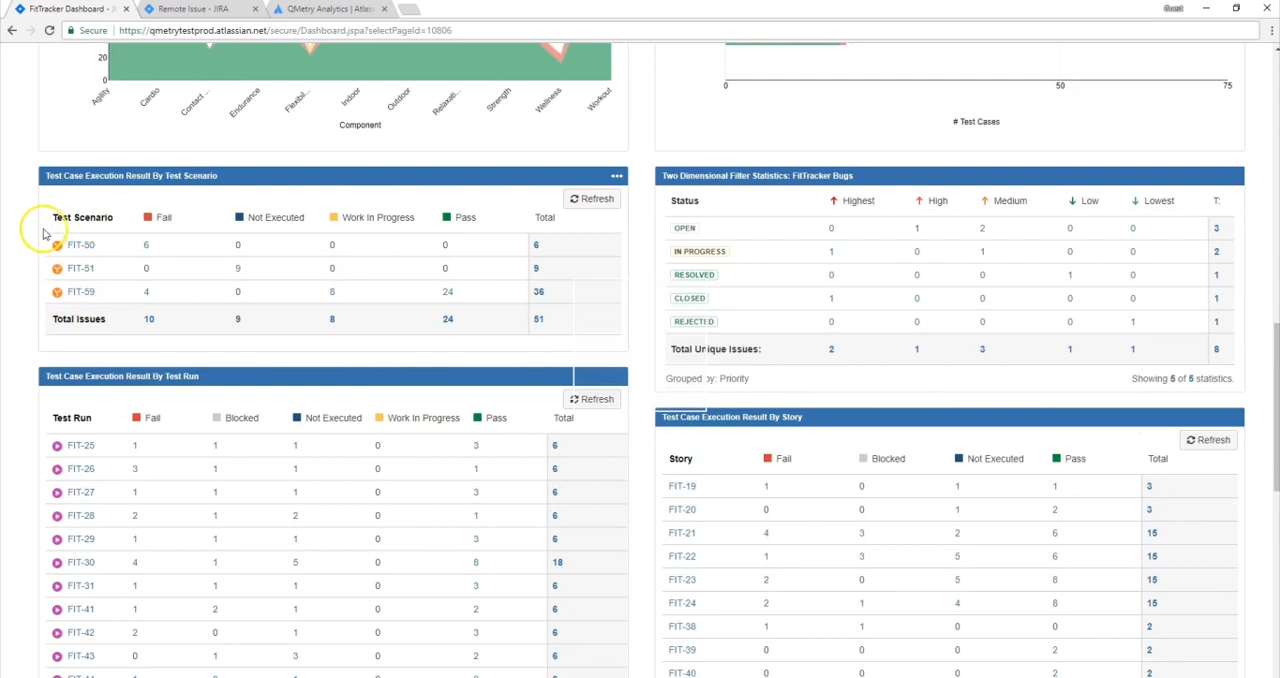 FitTracker Dashboard -
Remote Issue - JIRA
QMetry Analytics | Atlas
Guest
Secure
https://qmetrytestprod.atlassian.net/secure/Dashboard.jspa?selectPageId=10806
20
0
Agility
Cardio
Contact ...
Endurance
Flexibil...
Indoor
Outdoor
Relaxati...
Strength
Wellness
Workout
Component
0 50 75
# Test Cases
Test Case Execution Result By Test Scenario
Refresh
Test Scenario Fail Not Executed Work In Progress Pass Total
FIT-50 6 0 0 0 6
FIT-51 0 9 0 0 9
FIT-59 4 0 8 24 36
Total Issues 10 9 8 24 51
Test Case Execution Result By Test Run
Refresh
Test Run Fail Blocked Not Executed Work In Progress Pass Total
FIT-25 1 1 1 0 3 6
FIT-26 3 1 1 0 1 6
FIT-27 1 1 1 0 3 6
FIT-28 2 1 2 0 1 6
FIT-29 1 1 1 0 3 6
FIT-30 4 1 5 0 8 18
FIT-31 1 1 1 0 3 6
FIT-41 1 2 1 0 2 6
FIT-42 2 0 1 0 3 6
FIT-43 0 1 3 0 2 6
Two Dimensional Filter Statistics: FitTracker Bugs
Status Highest High Medium Low Lowest T:
OPEN 0 1 2 0 0 3
IN PROGRESS 1 0 1 0 0 2
RESOLVED 0 0 0 1 0 1
CLOSED 1 0 0 0 0 1
REJECTED 0 0 0 0 1 1
Total Unique Issues: 2 1 3 1 1 8
Grouped by: Priority
Showing 5 of 5 statistics.
Test Case Execution Result By Story
Refresh
Story Fail Blocked Not Executed Pass Total
FIT-19 1 0 1 1 3
FIT-20 0 0 1 2 3
FIT-21 4 3 2 6 15
FIT-22 1 3 5 6 15
FIT-23 2 0 5 8 15
FIT-24 2 1 4 8 15
FIT-38 1 1 0 0 2
FIT-39 0 0 0 2 2
FIT-40 0 0 0 2 2